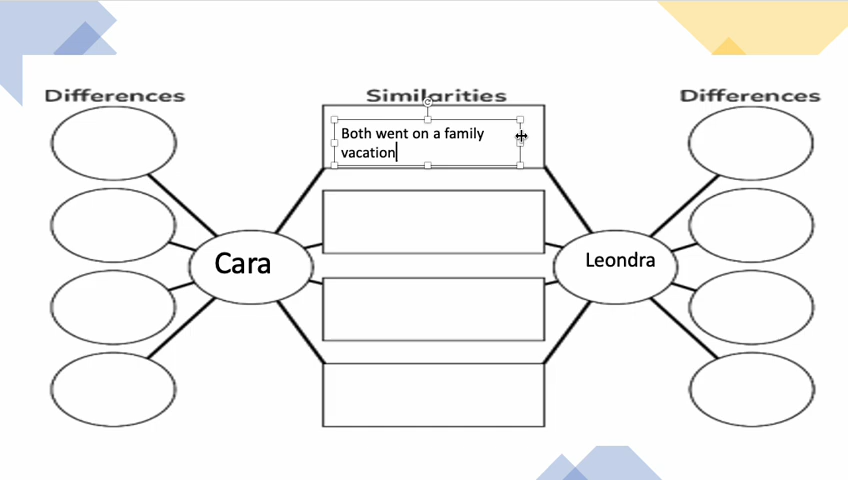 Differences
Similarities
Differences
Both went on a family
vacation
Cara
Leondra